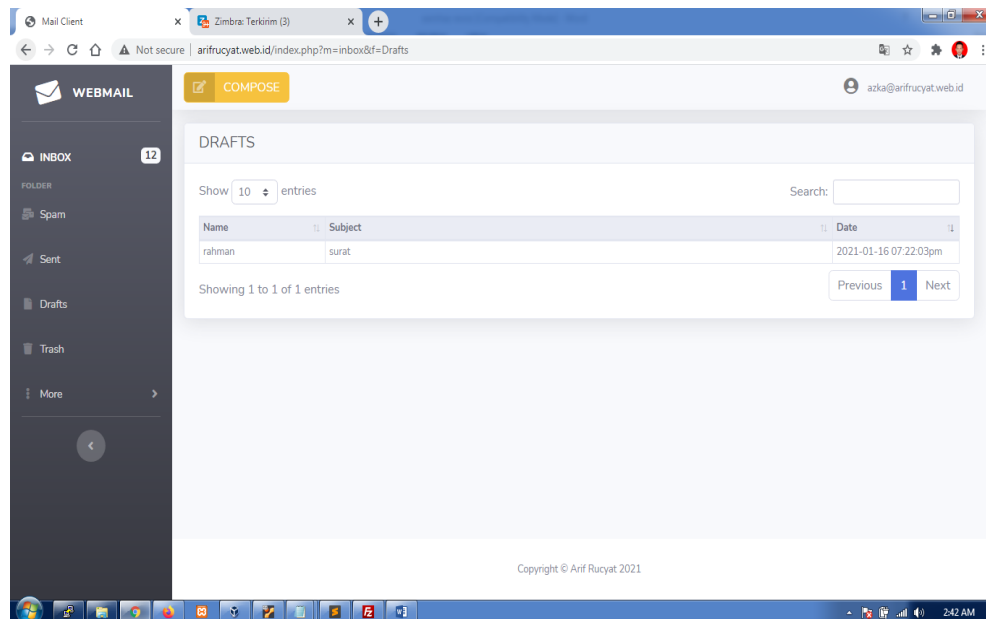 Mail Client
Zimbra: Terkirim (3)
Not secure arifrucyat.web.id/index.php?m=inbox&f=Drafts
WEBMAIL
COMPOSE
azka@arifrucyat.web.id
INBOX 12
FOLDER
Spam
Sent
Drafts
Trash
More
DRAFTS
Show 10 entries
Search:
Name Subject Date
rahman surat 2021-01-16 07:22:03pm
Showing 1 to 1 of 1 entries
Previous 1 Next
Copyright © Arif Rucyat 2021
2:42 AM